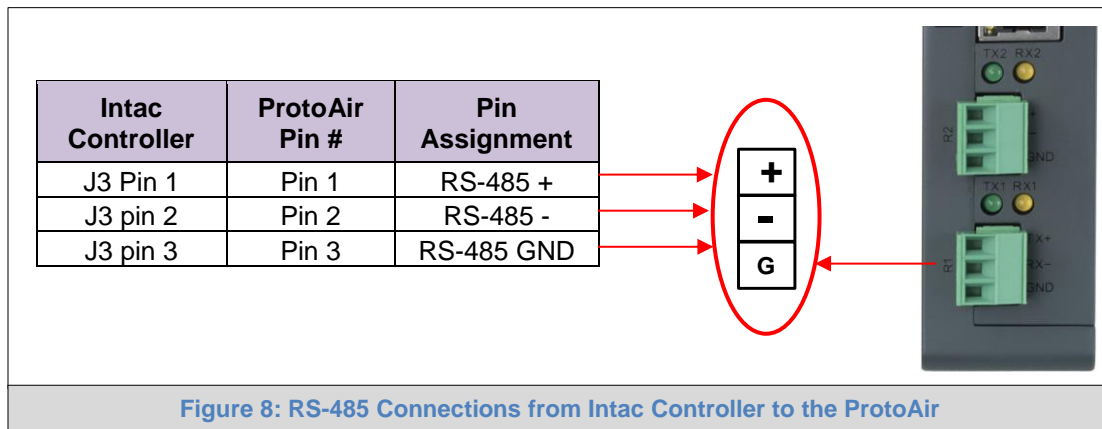 Intac Controller ProtoAir Pin # Pin Assignment
J3 Pin 1 Pin 1 RS-485 +
J3 pin 2 Pin 2 RS-485 -
J3 pin 3 Pin 3 RS-485 GND
+
-
G
TX2 RX2
R2
+
-
GND
TX1 RX1
R1
TX+
RX-
GND
Figure 8: RS-485 Connections from Intac Controller to the ProtoAir